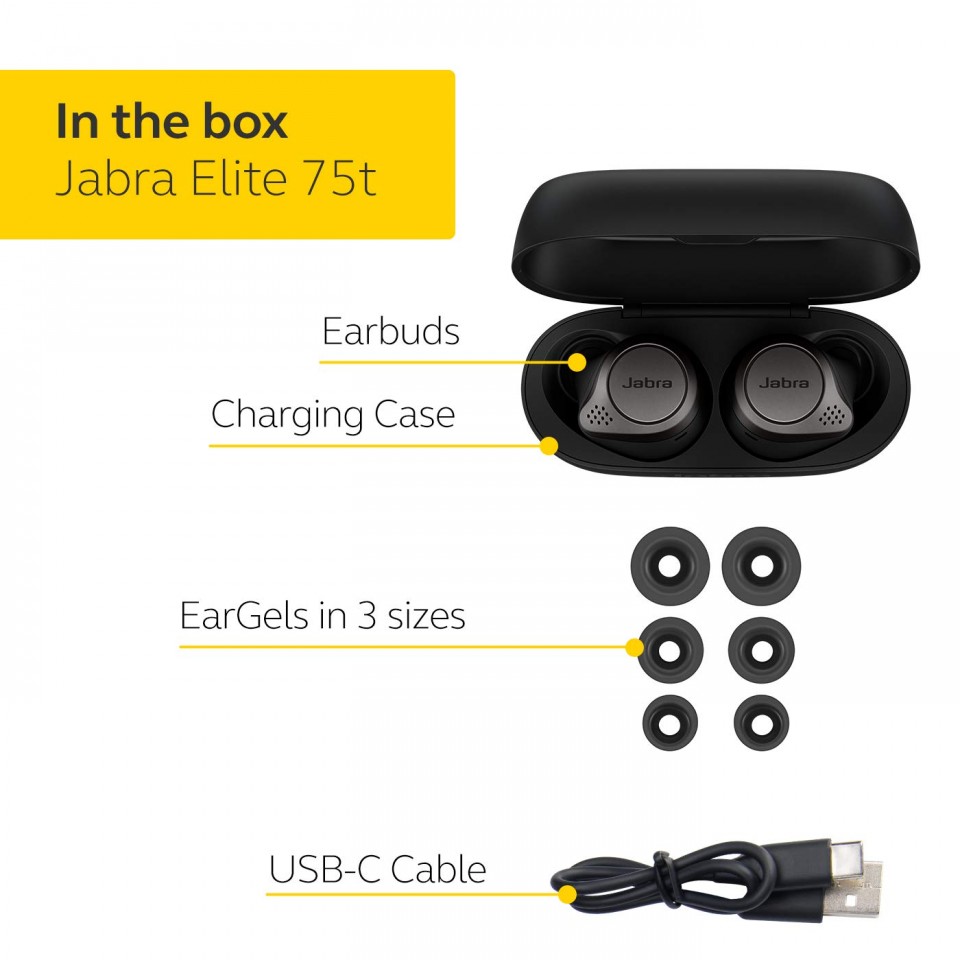 In the box
Jabra Elite 75t
Earbuds
Jabra
Jabra
Charging Case
EarGels in 3 sizes
USB-C Cable